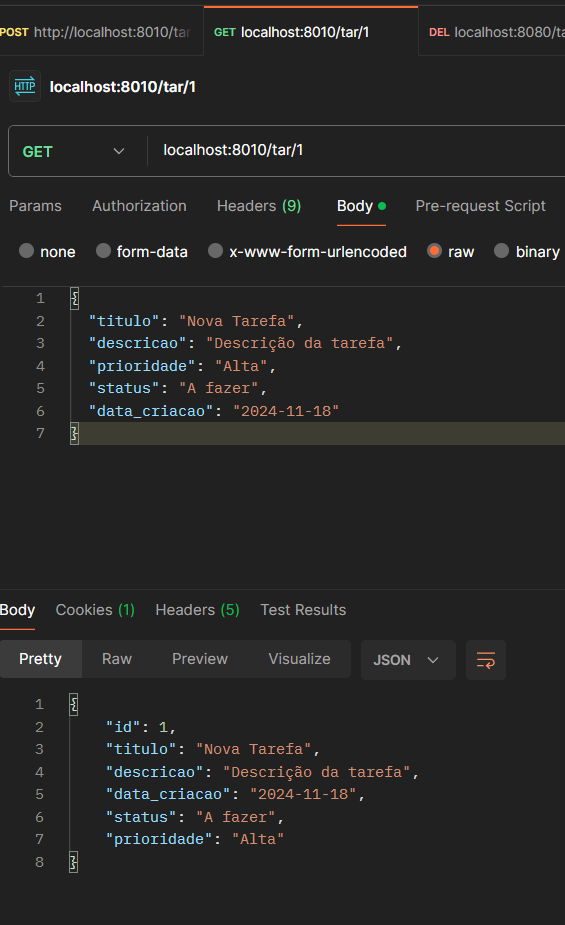 POST http://localhost:8010/tar GET localhost:8010/tar/1 DEL localhost:8080/ta
HTTP localhost:8010/tar/1
GET localhost:8010/tar/1
Params Authorization Headers (9) Body Pre-request Script
none form-data x-www-form-urlencoded raw binary
1 {
2 "titulo": "Nova Tarefa",
3 "descricao": "Descrição da tarefa",
4 "prioridade": "Alta",
5 "status": "A fazer",
6 "data_criacao": "2024-11-18"
7 }
Body Cookies (1) Headers (5) Test Results
Pretty Raw Preview Visualize JSON
1 {
2 "id": 1,
3 "titulo": "Nova Tarefa",
4 "descricao": "Descrição da tarefa",
5 "data_criacao": "2024-11-18",
6 "status": "A fazer",
7 "prioridade": "Alta"
8 }